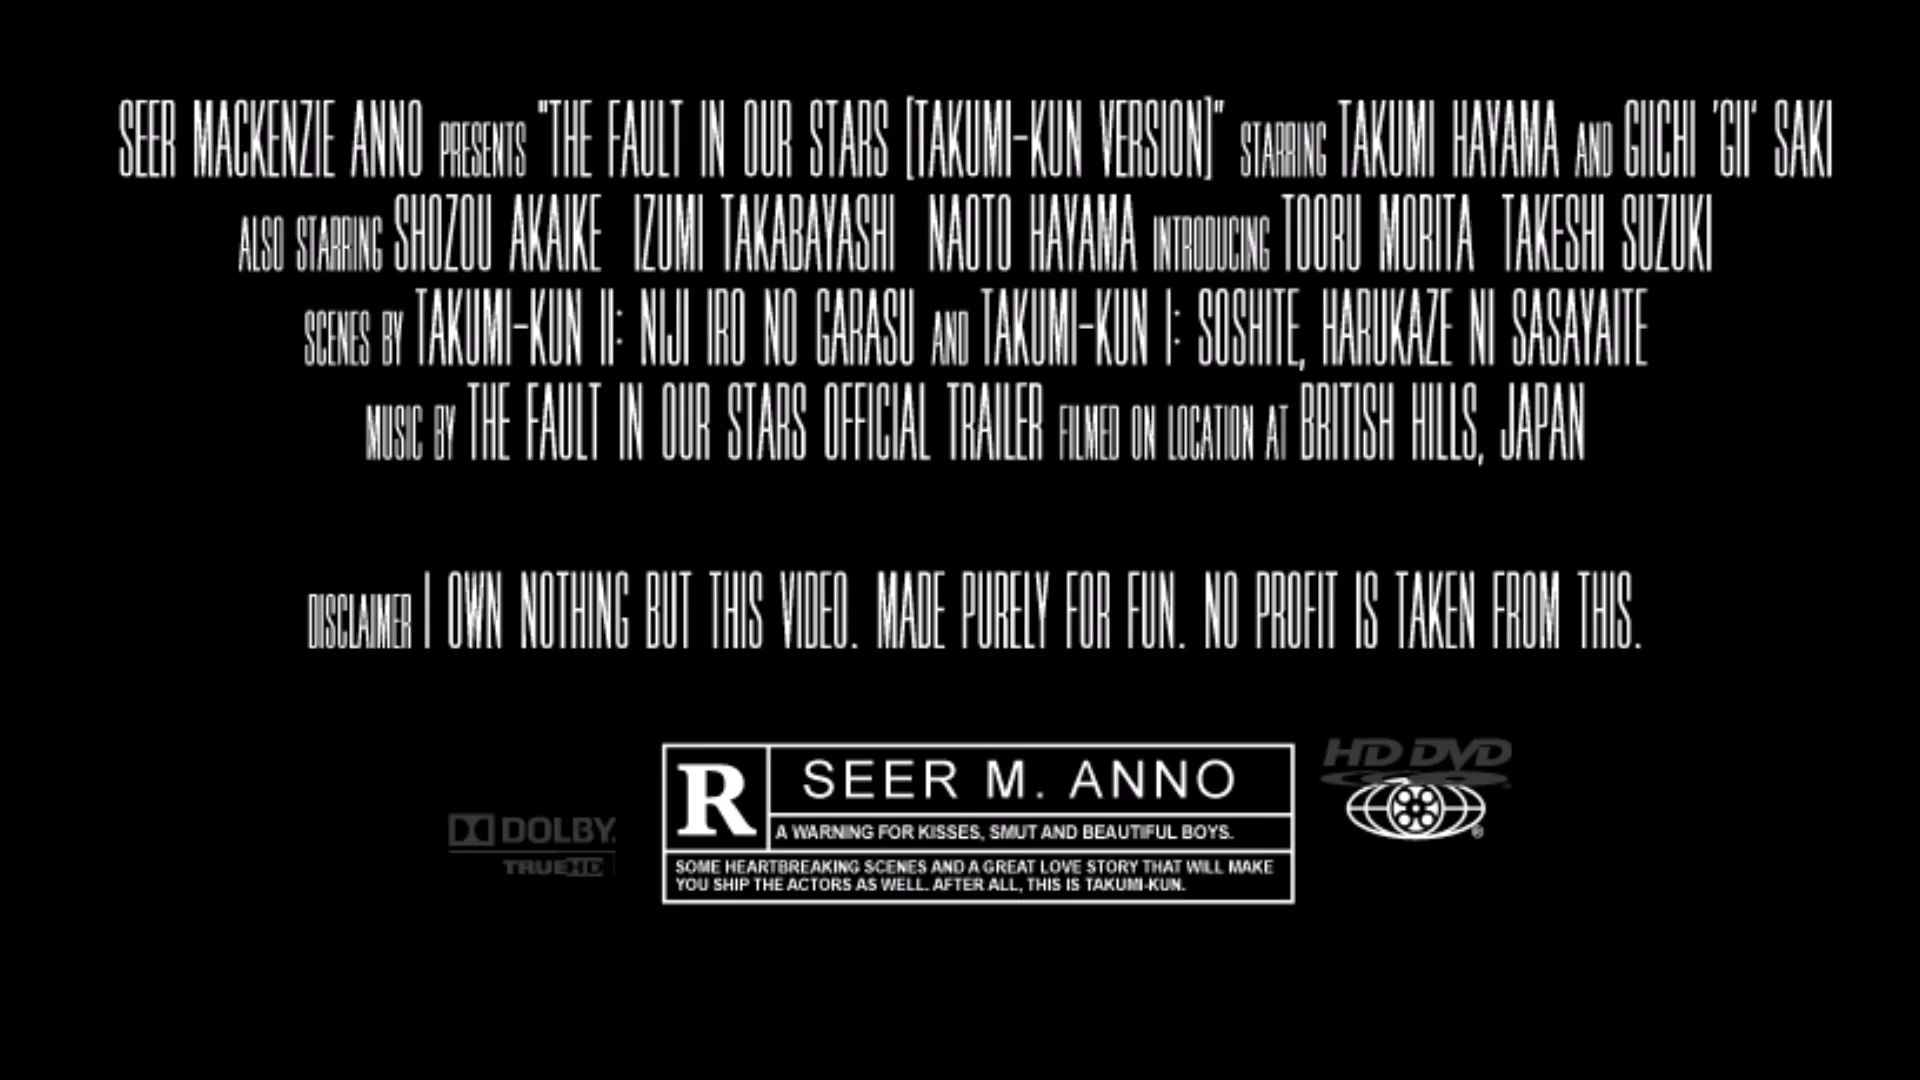 SEER MACKENZIE ANNO PRESENTS "THE FAULT IN OUR STARS [TAKUMI-KUN VERSION]" STARRING TAKUMI HAYAMA AND GIICHI 'GII' SAKI
ALSO STARRING SHOZOU AKAIKE IZUMI TAKABAYASHI NAOTO HAYAMA INTRODUCING TOORU MORITA TAKESHI SUZUKI
SCENES BY TAKUMI-KUN II: NIJI IRO NO GARASU AND TAKUMI-KUN I: SOSHITE, HARUKAZE NI SASAYAITE
MUSIC BY THE FAULT IN OUR STARS OFFICIAL TRAILER FILMED ON LOCATION AT BRITISH HILLS, JAPAN
DISCLAIMER I OWN NOTHING BUT THIS VIDEO. MADE PURELY FOR FUN. NO PROFIT IS TAKEN FROM THIS.
DOLBY
TRUEHD
R
SEER M. ANNO
A WARNING FOR KISSES, SMUT AND BEAUTIFUL BOYS.
SOME HEARTBREAKING SCENES AND A GREAT LOVE STORY THAT WILL MAKE
YOU SHIP THE ACTORS AS WELL. AFTER ALL, THIS IS TAKUMI-KUN.
HD DVD